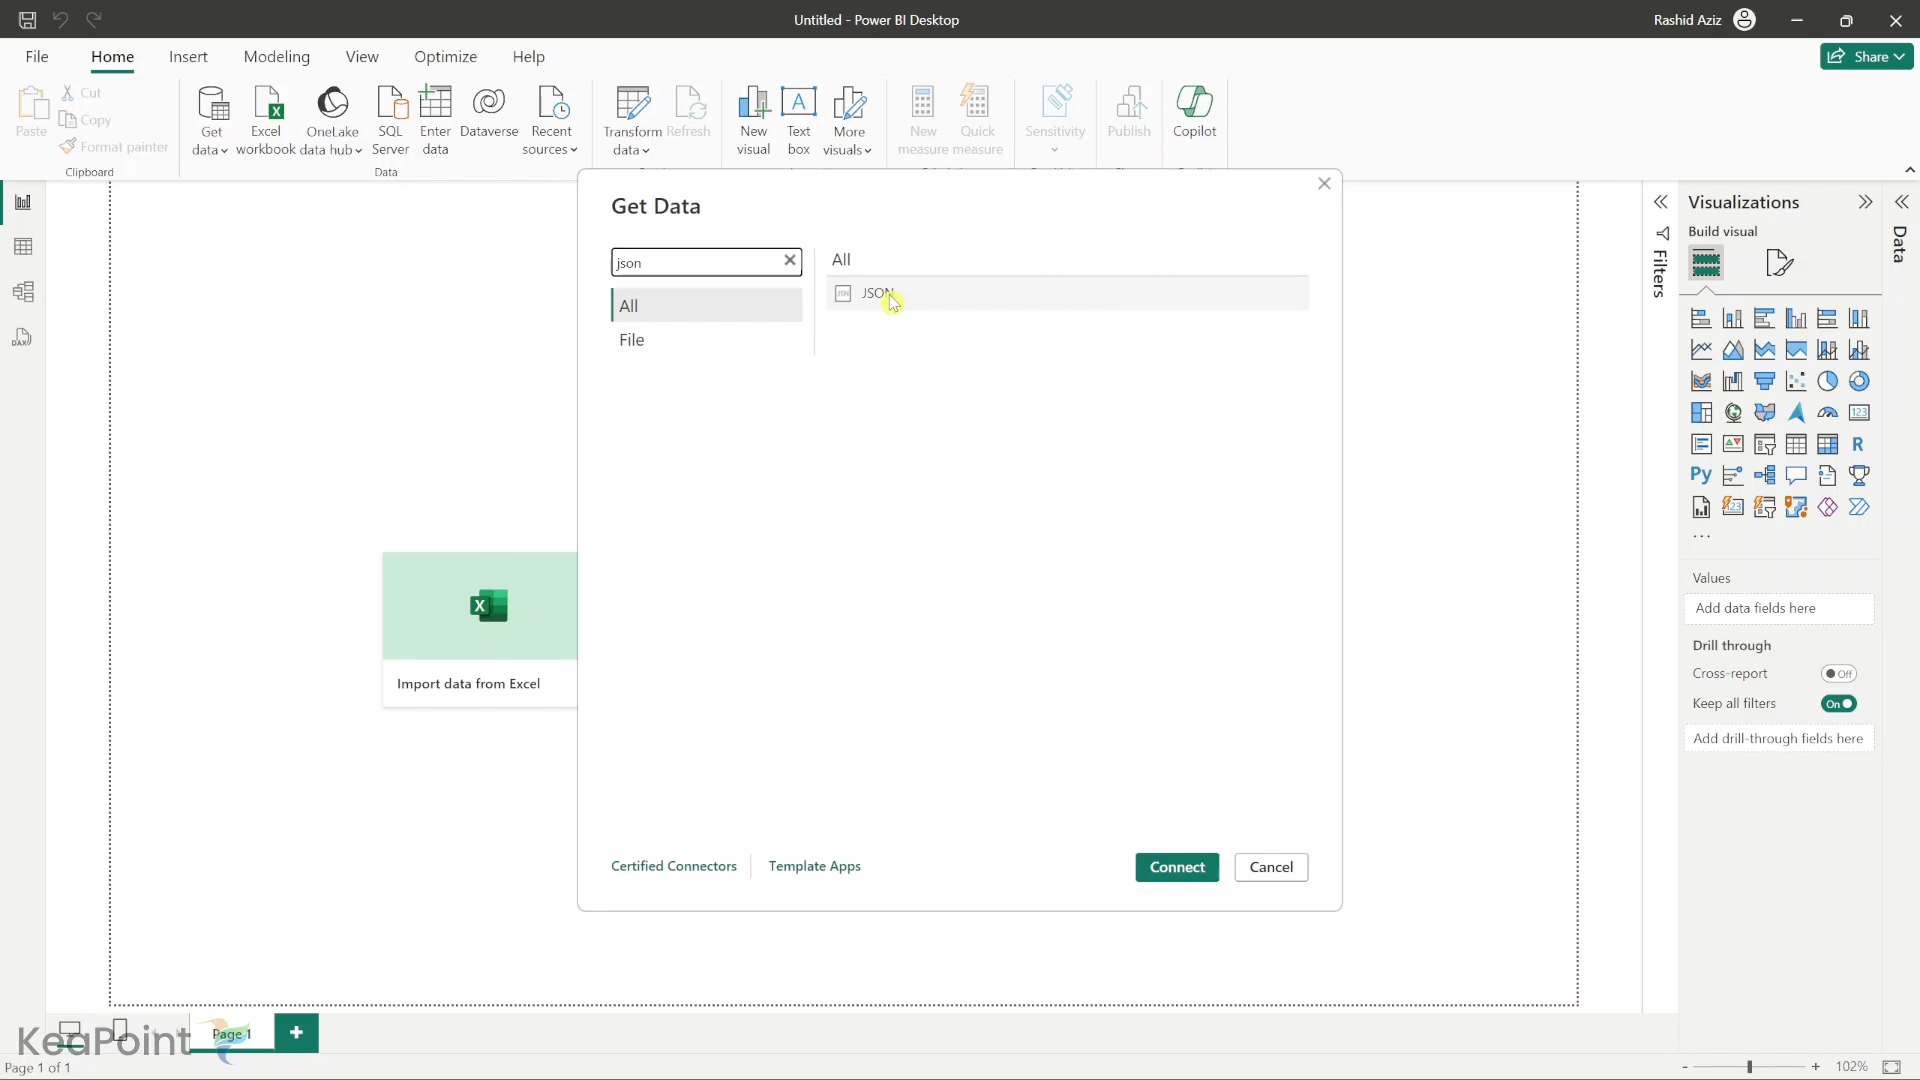 Untitled - Power BI Desktop
Rashid Aziz
File Home Insert Modeling View Optimize Help
Share
Paste
Cut
Copy
Format painter
Clipboard
Get data
Excel workbook
OneLake data hub
SQL Server
Enter data
Dataverse
Recent sources
Data
Transform data
Refresh
New visual
Text box
More visuals
New measure
Quick measure
Sensitivity
Publish
Copilot
Get Data
json
All
File
All
JSON
Certified Connectors
Template Apps
Connect
Cancel
X
Import data from Excel
Filters
Visualizations
Build visual
123
R
Py
123
...
Values
Add data fields here
Drill through
Cross-report
Off
Keep all filters
On
Add drill-through fields here
Data
DAX
KeaPoint
Page 1
Page 1 of 1
- + 102%